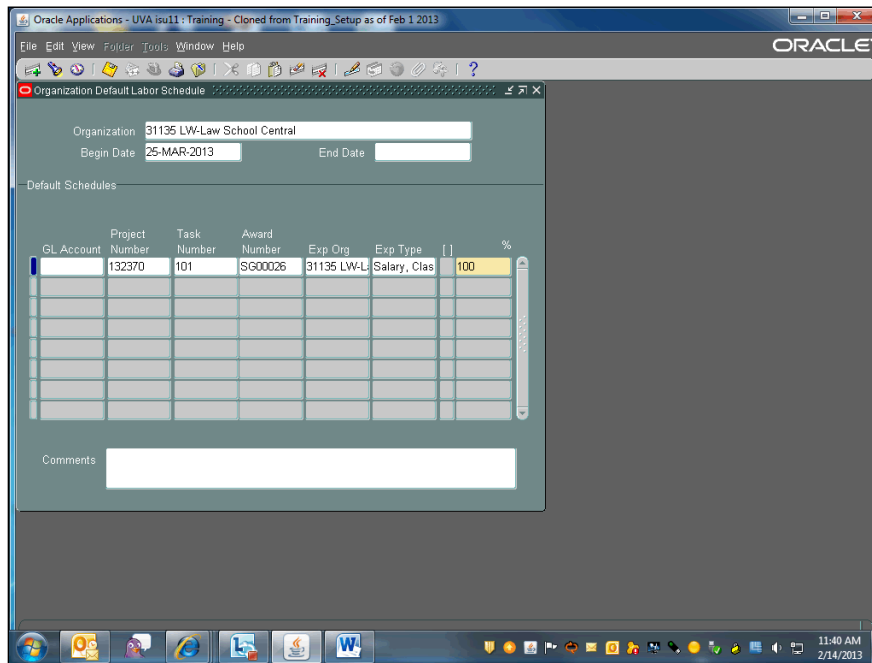 Oracle Applications - UVA isu11 : Training - Cloned from Training_Setup as of Feb 1 2013
File Edit View Folder Tools Window Help
ORACLE
Organization Default Labor Schedule
Organization 31135 LW-Law School Central
Begin Date 25-MAR-2013 End Date
Default Schedules
Project Task Award
GL Account Number Number Number Exp Org Exp Type [ ] %
132370 101 SG00026 31135 LW-L Salary, Clas 100
Comments
11:40 AM
2/14/2013